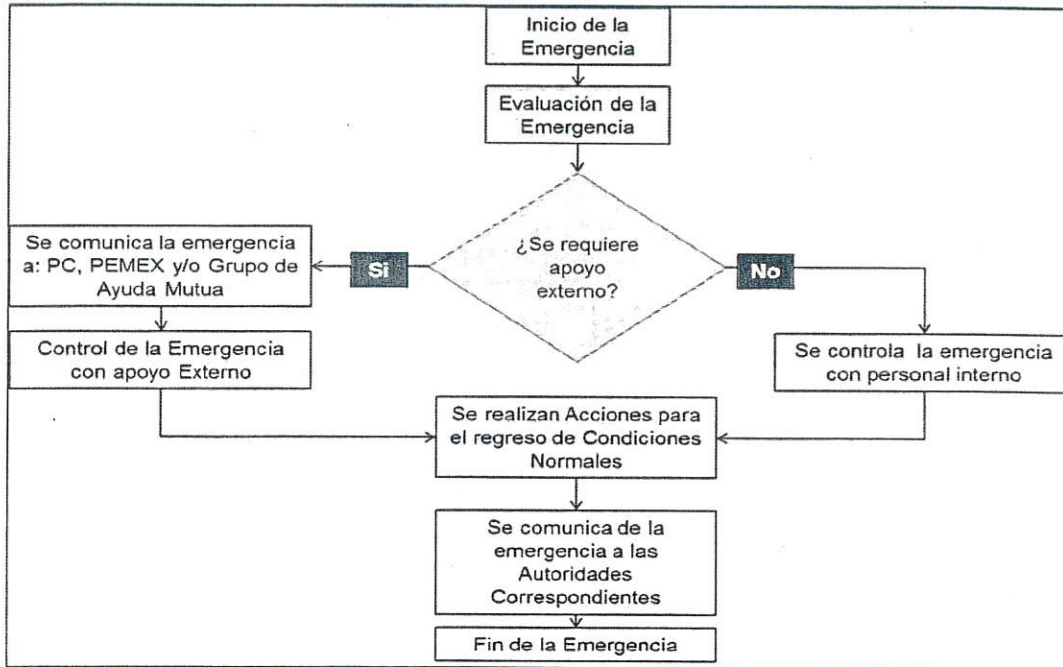 Inicio de la
Emergencia
Evaluación de la
Emergencia
¿Se requiere
apoyo
externo?
Si
No
Se comunica la emergencia
a: PC, PEMEX y/o Grupo de
Ayuda Mutua
Control de la Emergencia
con apoyo Externo
Se controla la emergencia
con personal interno
Se realizan Acciones para
el regreso de Condiciones
Normales
Se comunica de la
emergencia a las
Autoridades
Correspondientes
Fin de la Emergencia